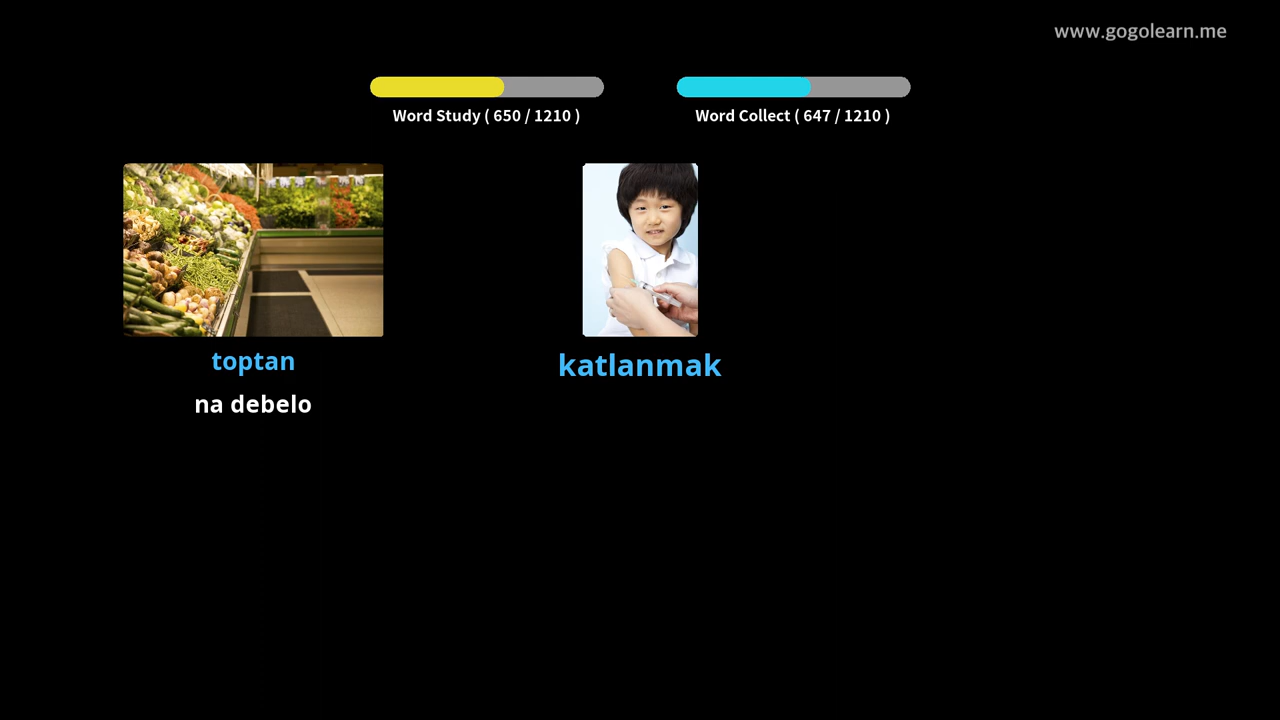 www.gogolearn.me
Word Study ( 650 / 1210 )
Word Collect ( 647 / 1210 )
toptan
na debelo
katlanmak